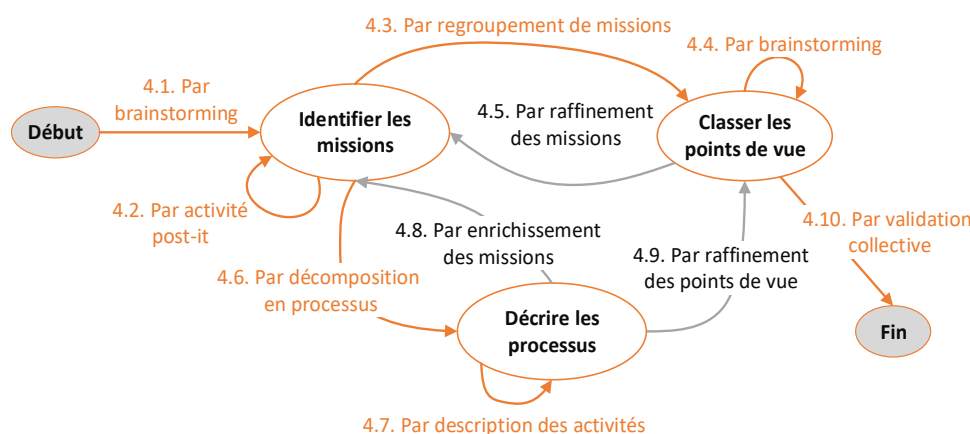 4.3. Par regroupement de missions
4.4. Par brainstorming
4.1. Par
brainstorming
Début
Identifier les
missions
4.5. Par raffinement
des missions
Classer les
points de vue
4.2. Par activité
post-it
4.8. Par enrichissement
des missions
4.9. Par raffinement
des points de vue
4.10. Par validation
collective
4.6. Par décomposition
en processus
Décrire les
processus
Fin
4.7. Par description des activités